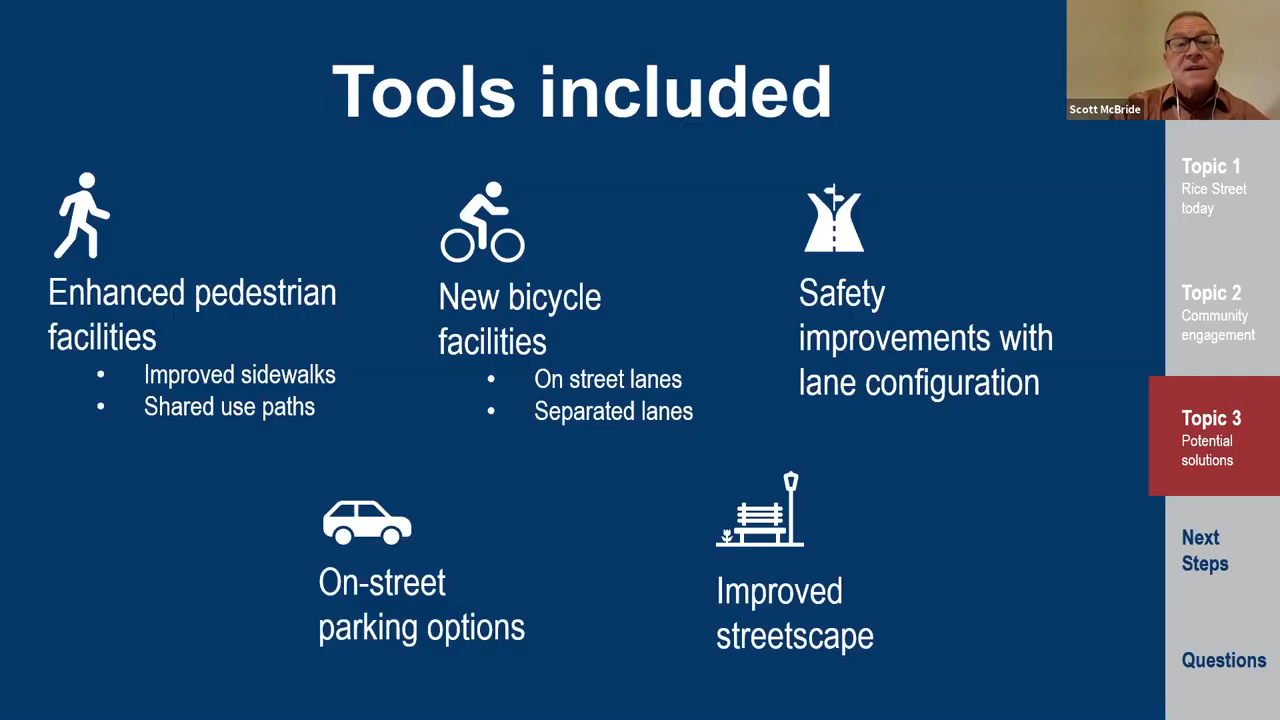 Tools included
Scott McBride
Enhanced pedestrian
facilities
• Improved sidewalks
• Shared use paths
New bicycle
facilities
• On street lanes
• Separated lanes
Safety
improvements with
lane configuration
On-street
parking options
Improved
streetscape
Topic 1
Rice Street
today
Topic 2
Community
engagement
Topic 3
Potential
solutions
Next
Steps
Questions